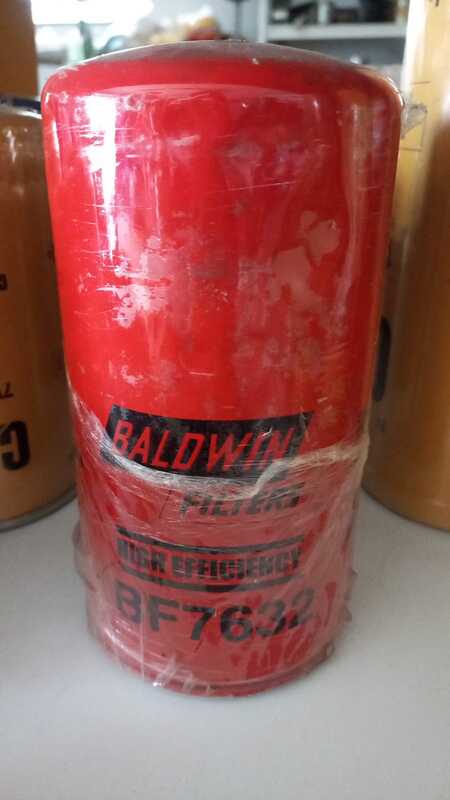 BALDWIN
FILTERS
HIGH EFFICIENCY
BF7632